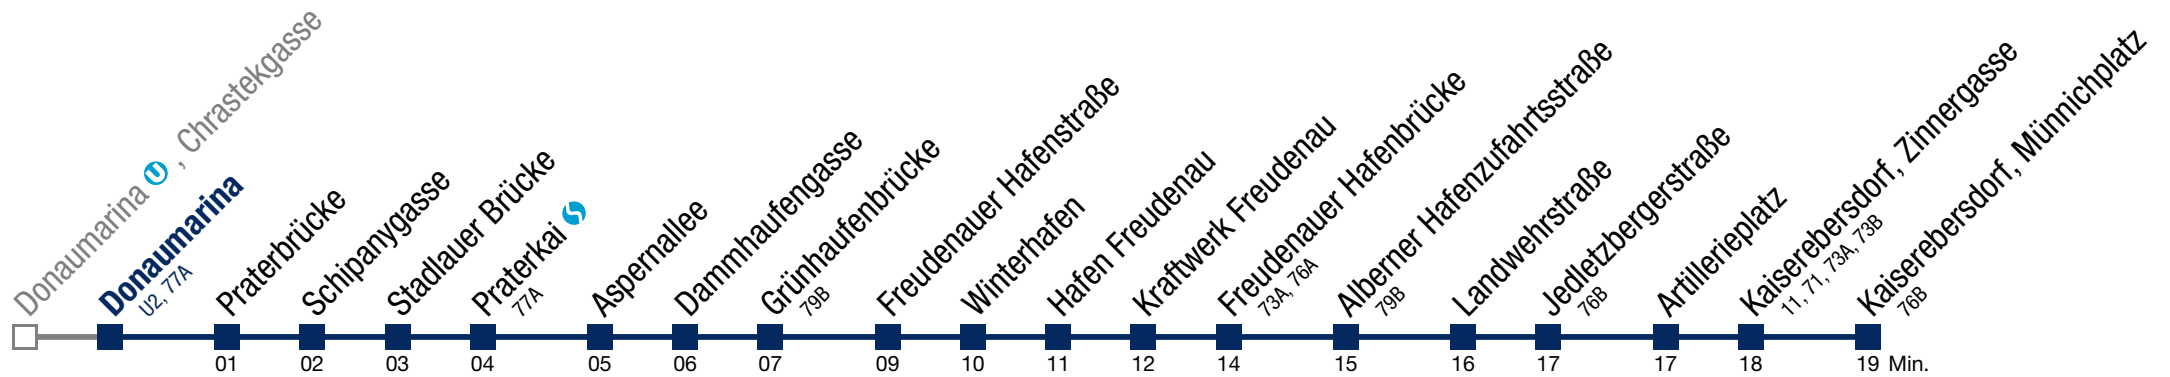 Donaumarina U, Chrastekgasse
Donaumarina
U2, 77A
Praterbrücke
Schipanygasse
Stadlauer Brücke
Praterkai S
77A
Aspernallee
Dammhaufengasse
Grünhaufenbrücke
79B
Freudenauer Hafenstraße
Winterhafen
Hafen Freudenau
Kraftwerk Freudenau
Freudenauer Hafenbrücke
73A, 76A
Alberner Hafenzufahrtsstraße
79B
Landwehrstraße
Jedletzbergerstraße
76B
Artillerieplatz
Kaiserebersdorf, Zinnergasse
11, 71, 73A, 73B
Kaiserebersdorf, Münnichplatz
76B
01 02 03 04 05 06 07 09 10 11 12 14 15 16 17 17 18 19 Min.